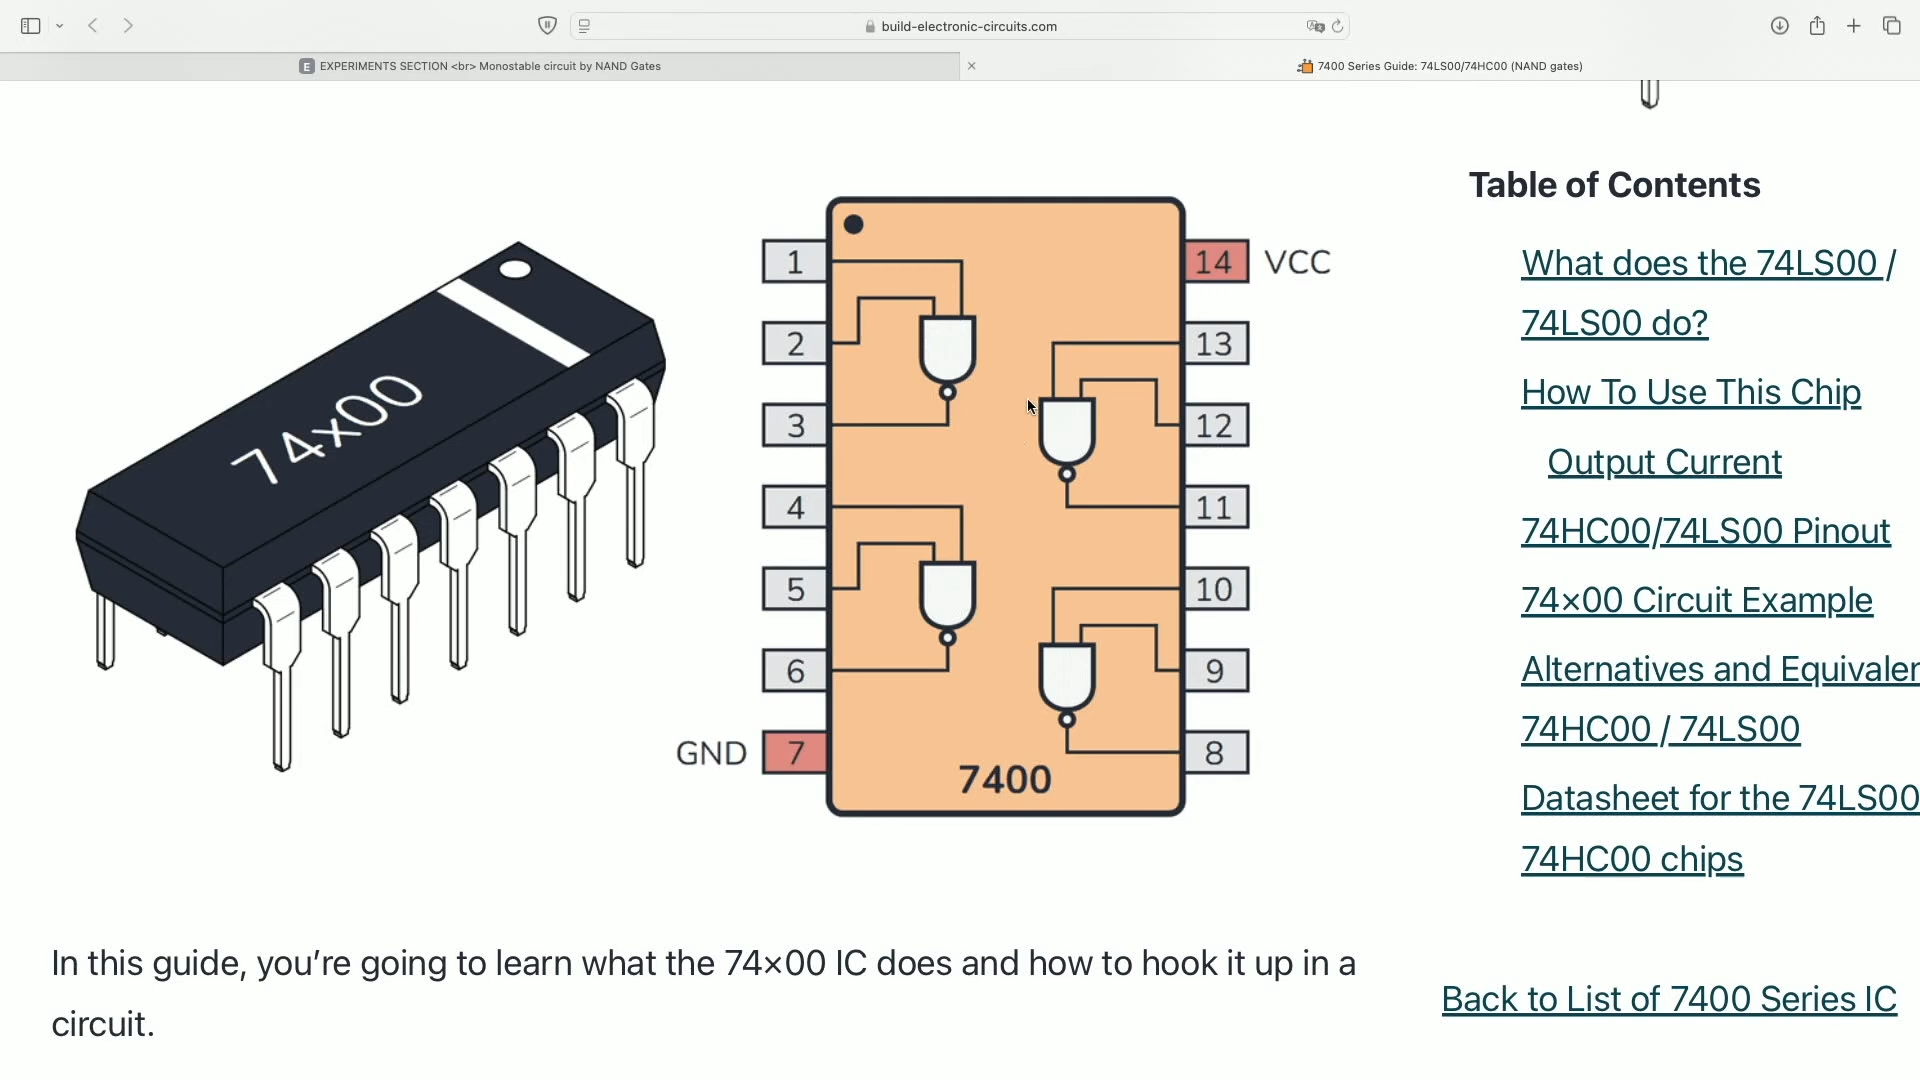 build-electronic-circuits.com
E EXPERIMENTS SECTION <br> Monostable circuit by NAND Gates
7400 Series Guide: 74LS00/74HC00 (NAND gates)
74x00
1
2
3
4
5
6
GND 7
14 VCC
13
12
11
10
9
8
7400
Table of Contents
What does the 74LS00 /
74LS00 do?
How To Use This Chip
Output Current
74HC00/74LS00 Pinout
74×00 Circuit Example
Alternatives and Equivaler
74HC00 / 74LS00
Datasheet for the 74LS00
74HC00 chips
Back to List of 7400 Series IC
In this guide, you’re going to learn what the 74×00 IC does and how to hook it up in a
circuit.